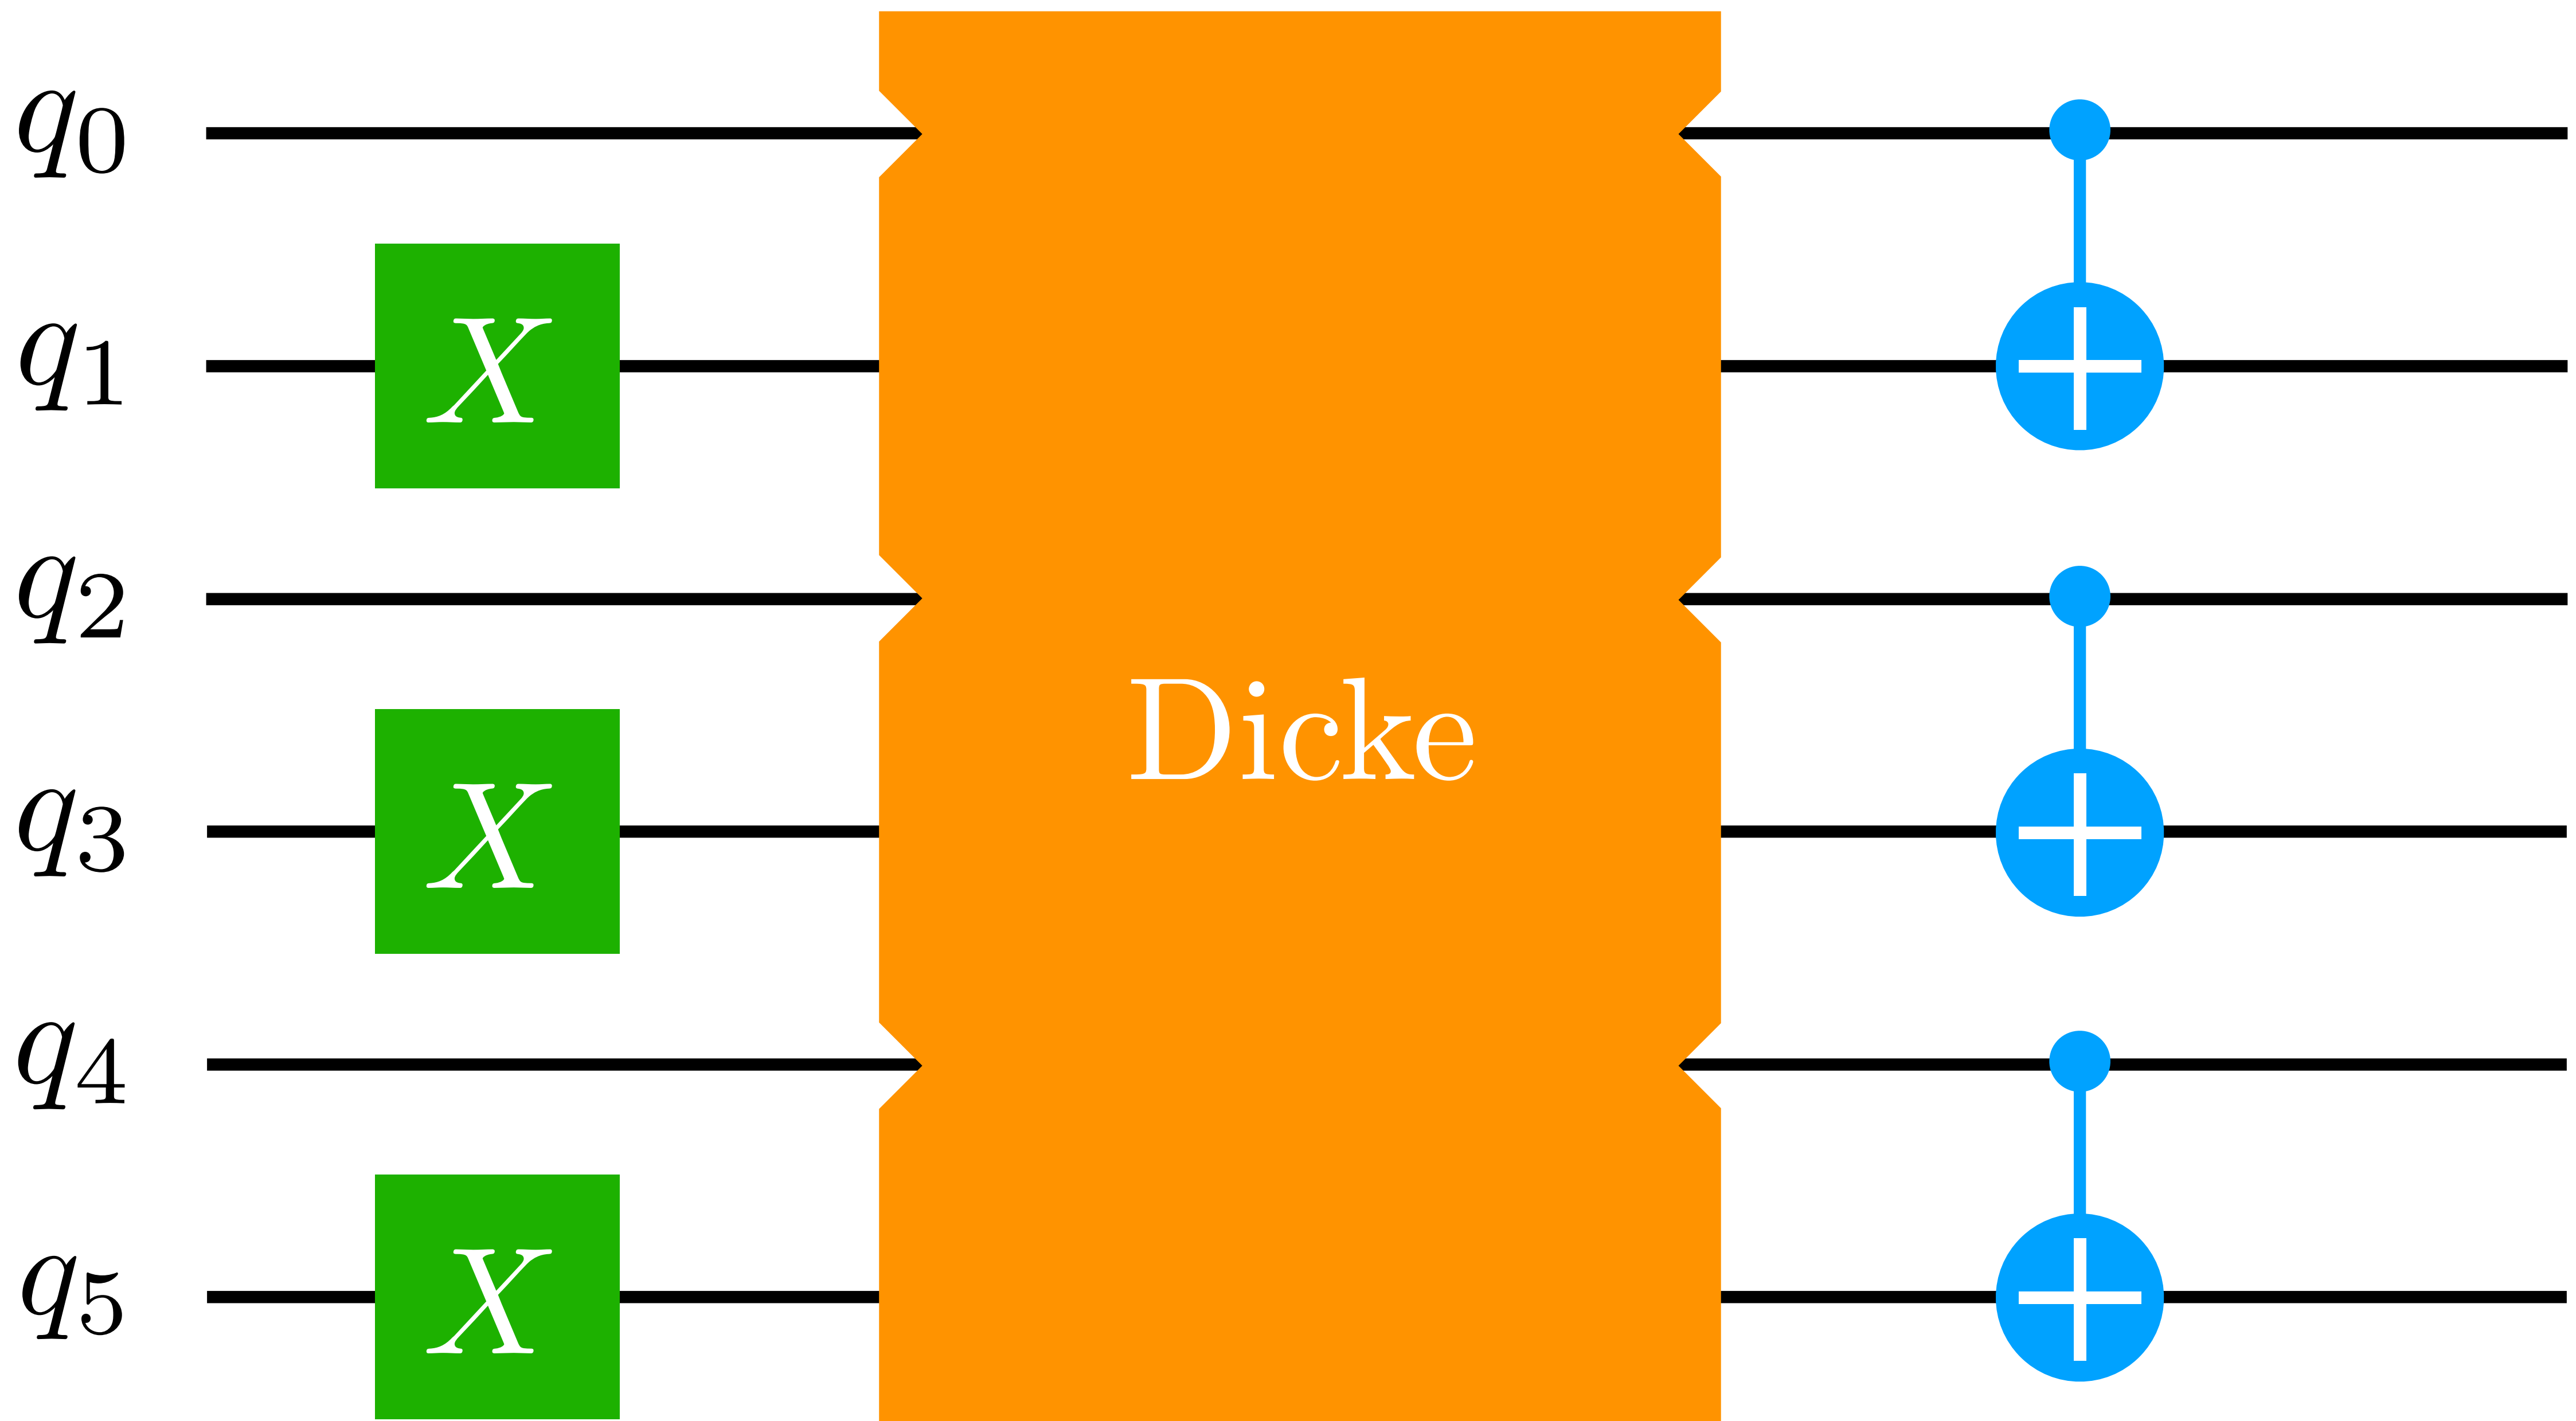 q₀
q₁ X
q₂
Dicke
q₃ X
q₄
q₅ X